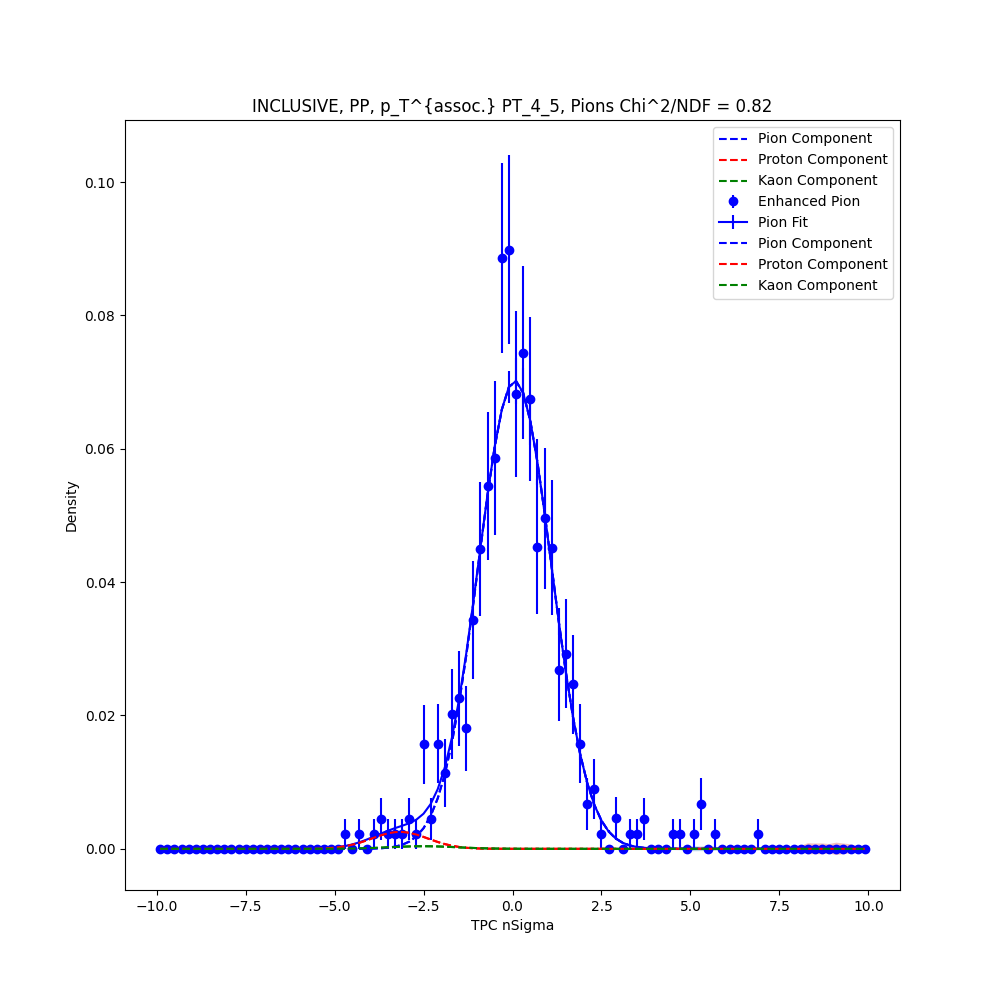 INCLUSIVE, PP, p_T^{assoc.} PT_4_5, Pions Chi^2/NDF = 0.82
Pion Component
Proton Component
Kaon Component
Enhanced Pion
Pion Fit
Pion Component
Proton Component
Kaon Component
0.10
0.08
0.06
0.04
0.02
0.00
Density
−10.0 −7.5 −5.0 −2.5 0.0 2.5 5.0 7.5 10.0
TPC nSigma